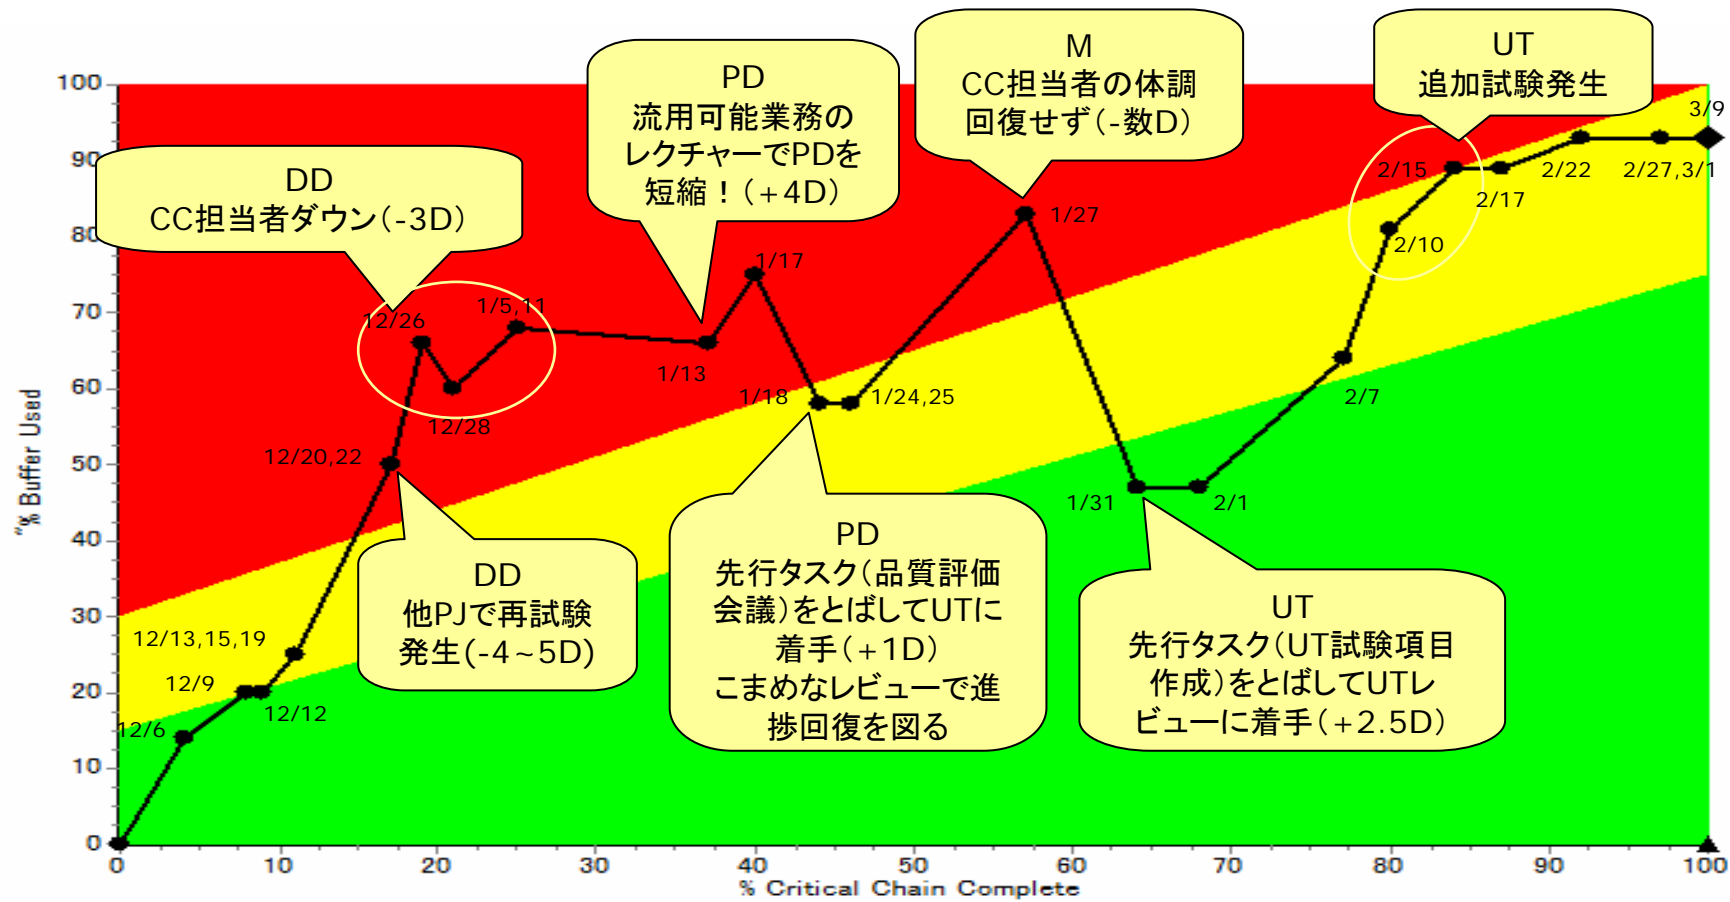 PD
流用可能業務の
レクチャーでPDを
短縮！（+4D）
M
CC担当者の体調
回復せず（-数D）
UT
追加試験発生
DD
CC担当者ダウン（-3D）
100
90
80
70
60
50
40
30
20
10
0
"% Buffer Used
12/6
12/9
12/12
12/13,15,19
12/20,22
12/26
12/28
1/5,11
1/13
1/17
1/18
1/24,25
1/27
1/31
2/1
2/7
2/10
2/15
2/17
2/22
2/27,3/1
3/9
DD
他PJで再試験
発生(-4~5D)
PD
先行タスク（品質評価
会議）をとばしてUTに
着手（+1D）
こまめなレビューで進
捗回復を図る
UT
先行タスク（UT試験項目
作成）をとばしてUTレ
ビューに着手（+2.5D）
0 10 20 30 40 50 60 70 80 90 100
% Critical Chain Complete